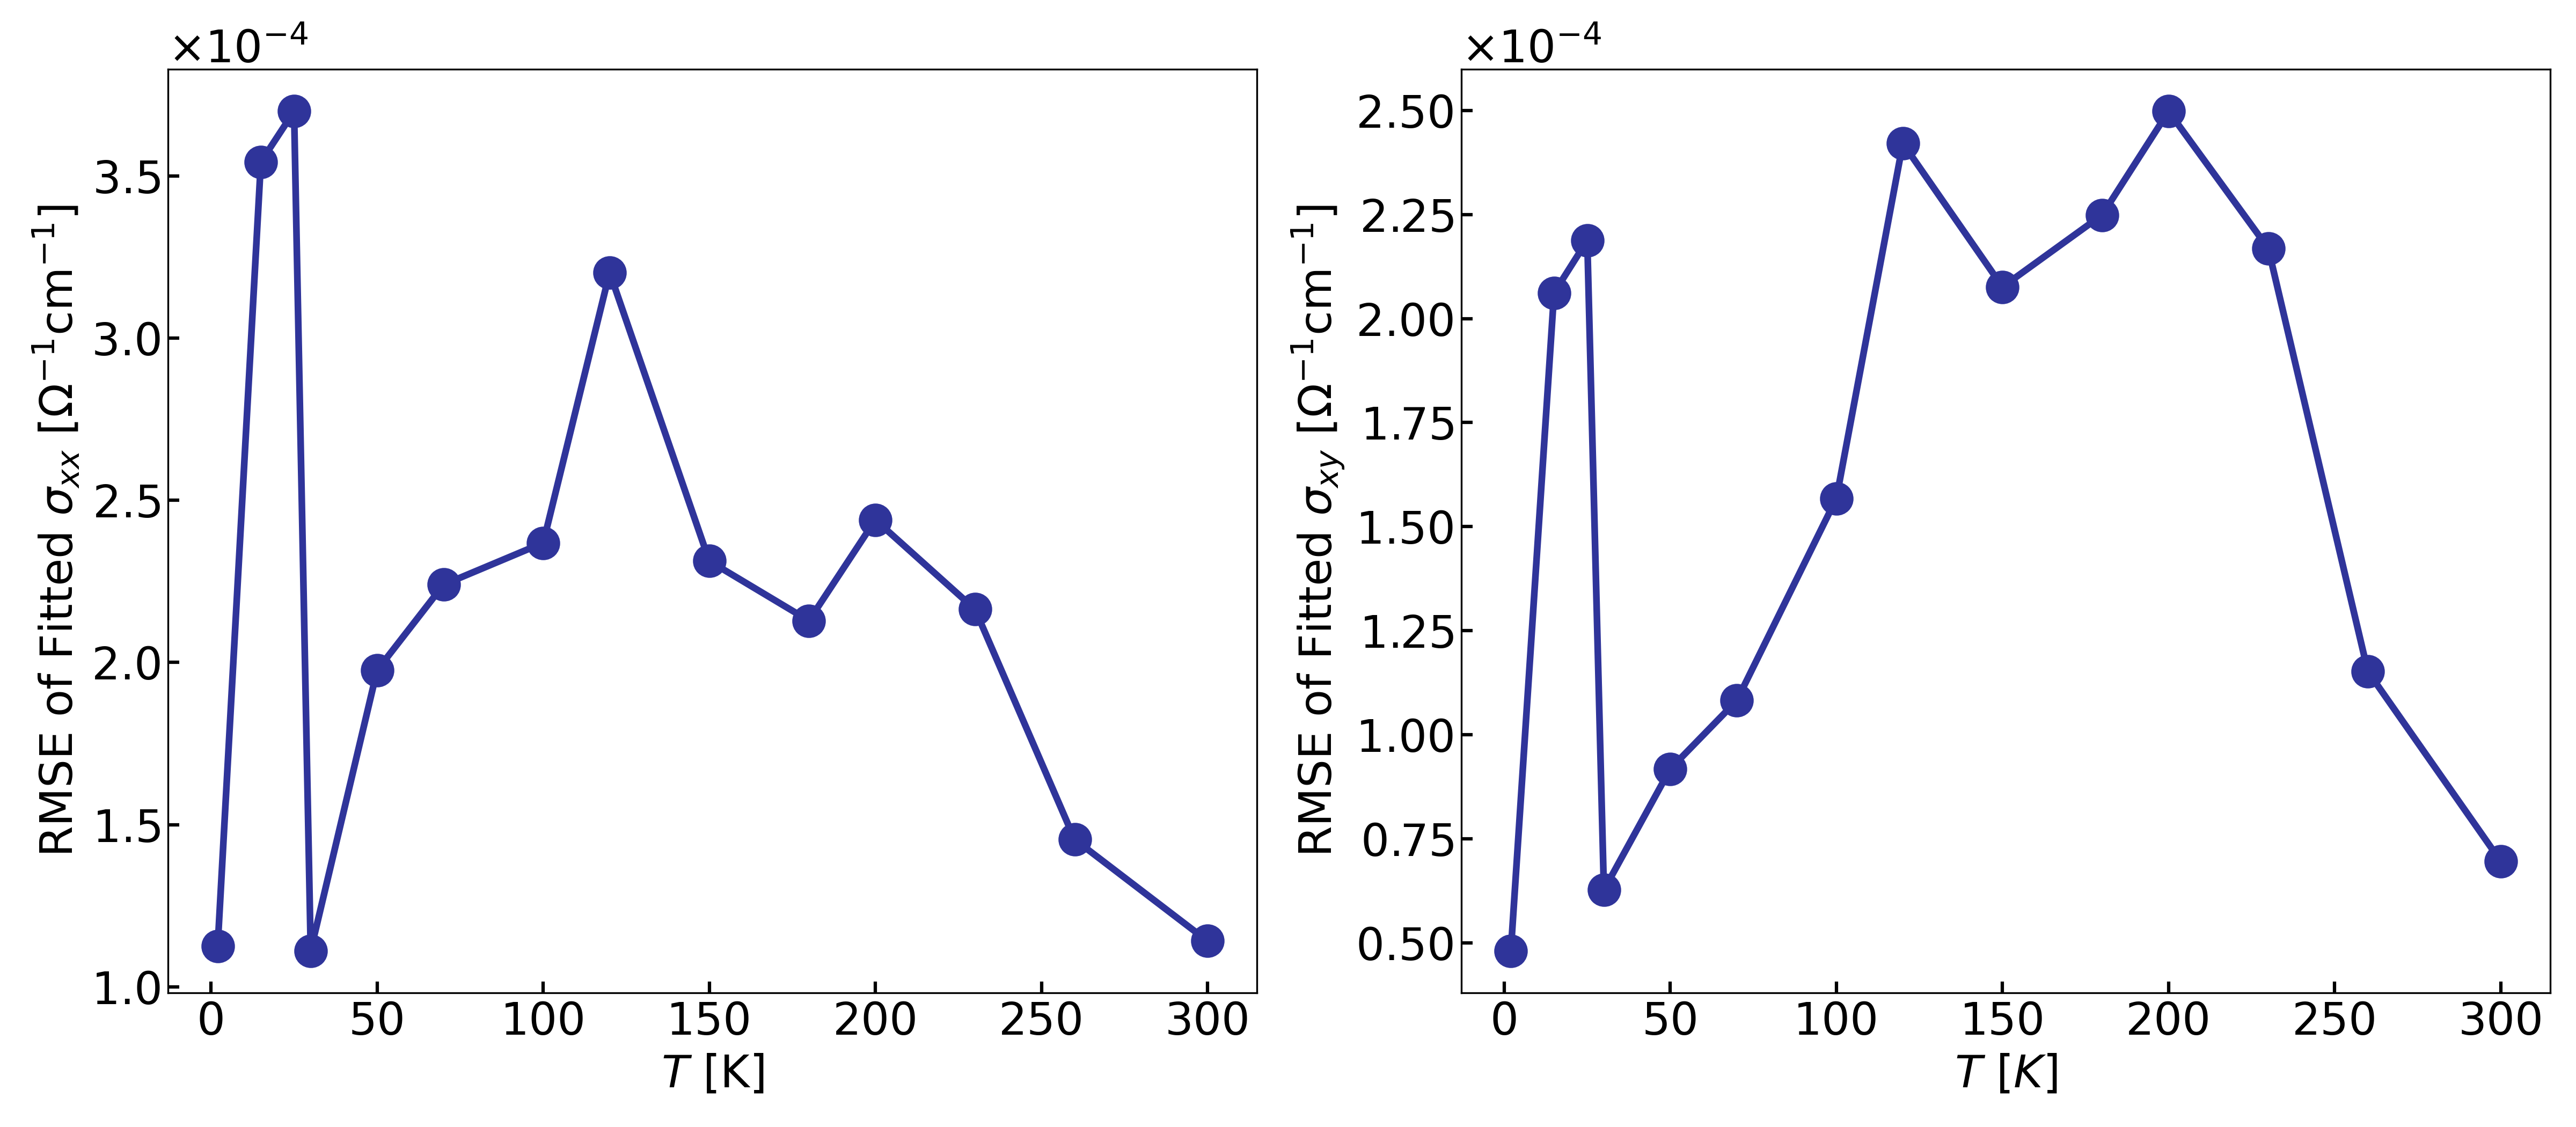 ×10⁻⁴
RMSE of Fitted σxx [Ω⁻¹cm⁻¹]
3.5
3.0
2.5
2.0
1.5
1.0
0 50 100 150 200 250 300
T [K]
×10⁻⁴
RMSE of Fitted σxy [Ω⁻¹cm⁻¹]
2.50
2.25
2.00
1.75
1.50
1.25
1.00
0.75
0.50
0 50 100 150 200 250 300
T [K]